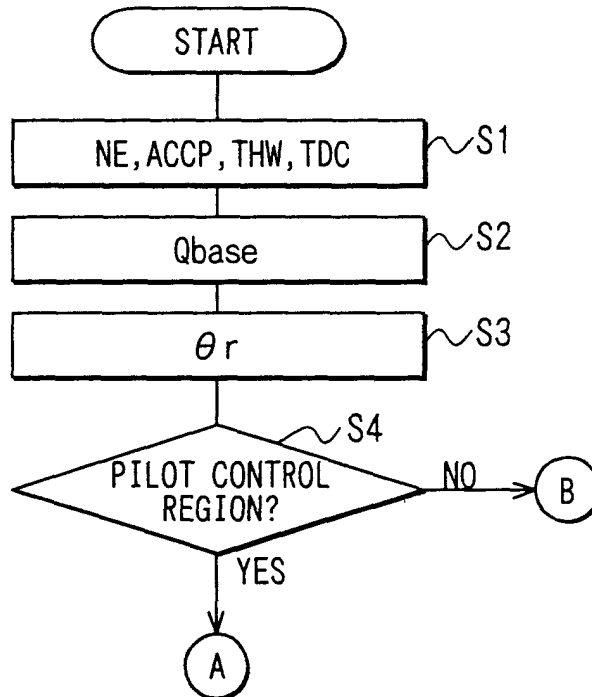 START
NE,ACCP,THW,TDC
S1
Qbase
S2
θr
S3
S4
PILOT CONTROL
REGION?
NO
B
YES
A